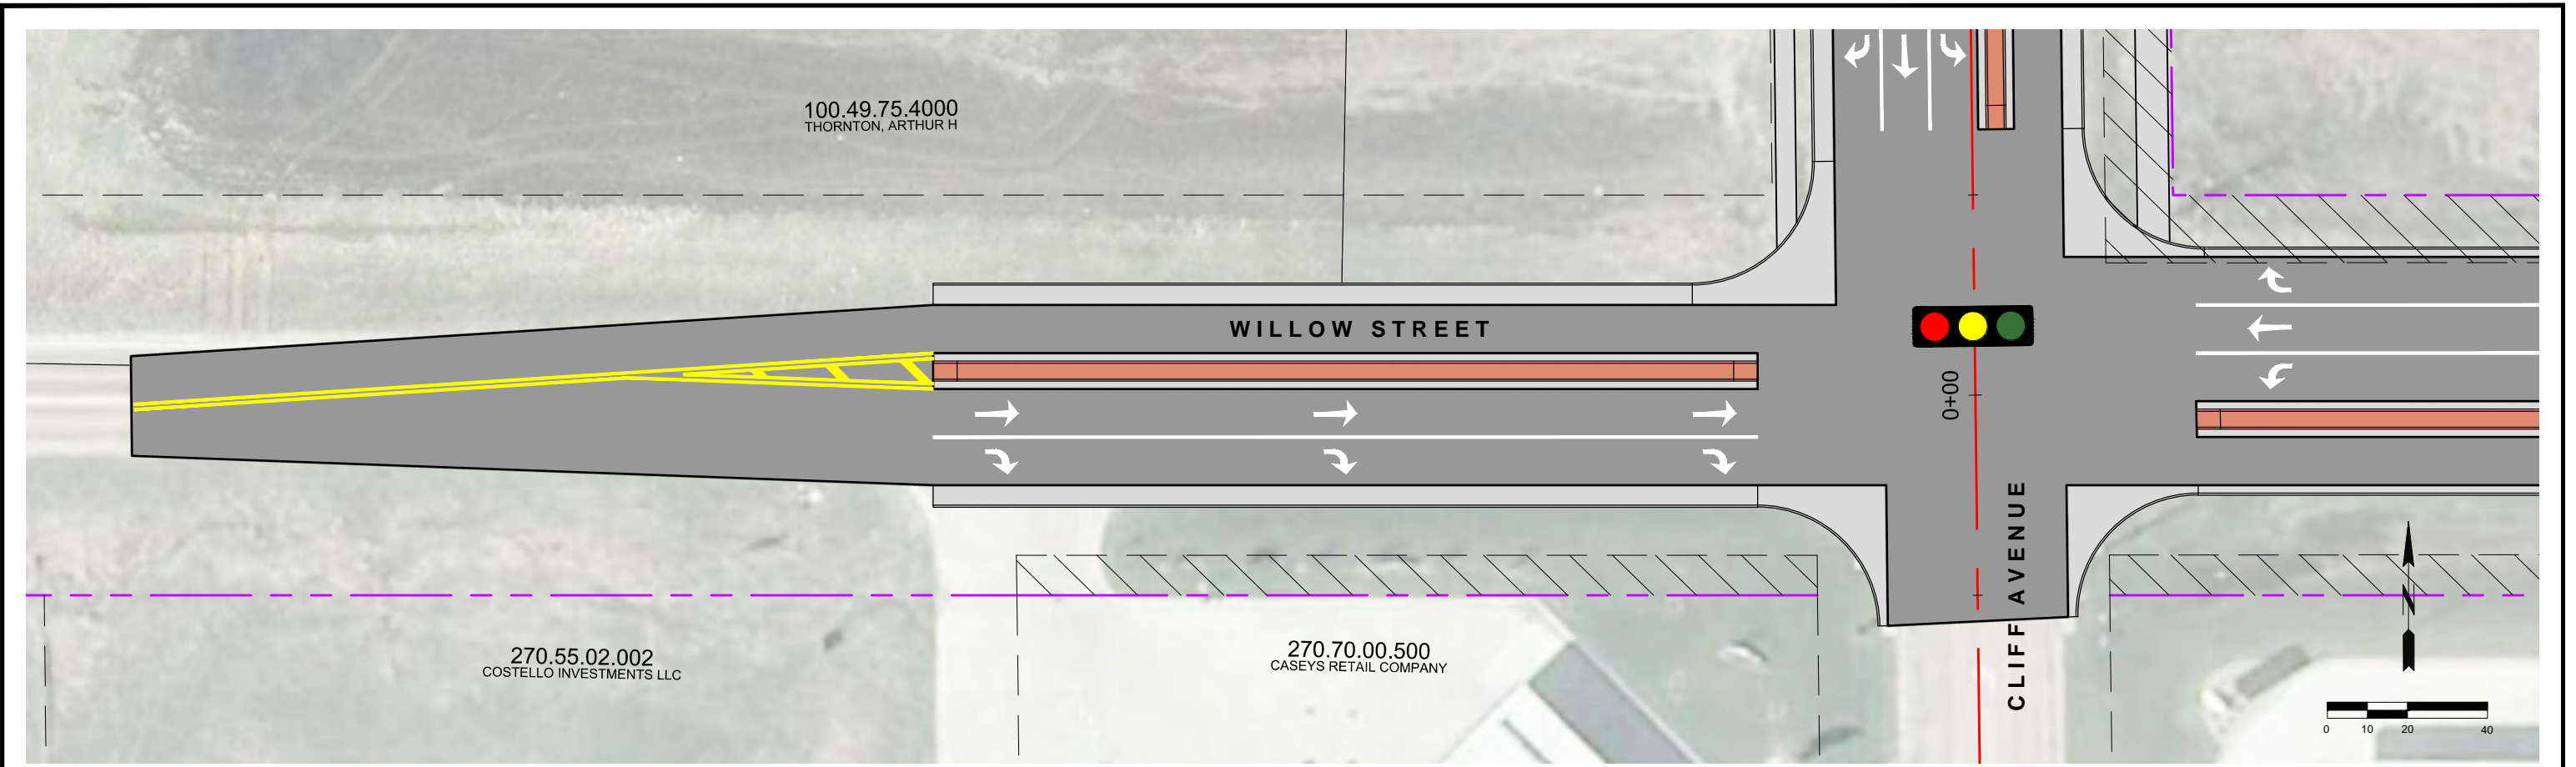 100.49.75.4000
THORNTON, ARTHUR H
WILLOW STREET
0+00
CLIFF AVENUE
270.55.02.002
COSTELLO INVESTMENTS LLC
270.70.00.500
CASEYS RETAIL COMPANY
N
0 10 20 40